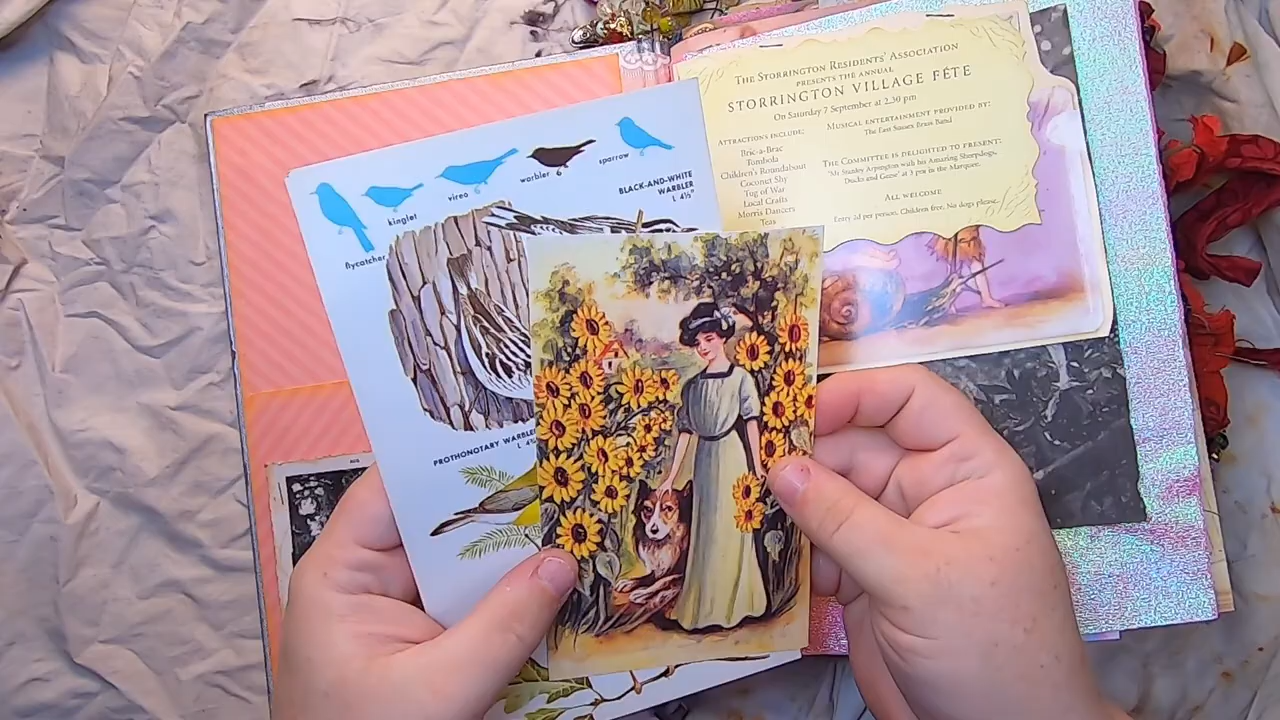 flycatcher
kinglet
vireo
warbler
sparrow
BLACK-AND-WHITE
WARBLER
L 4½"
PROTHONOTARY WARBLER
AUG
THE STORRINGTON RESIDENTS' ASSOCIATION
PRESENTS THE ANNUAL
STORRINGTON VILLAGE FÊTE
On Saturday 7 September at 2.30 pm
ATTRACTIONS INCLUDE:
Bric-a-Brac
Tombola
Children's Roundabout
Coconut Shy
Tug of War
Local Crafts
Morris Dancers
Teas
MUSICAL ENTERTAINMENT PROVIDED BY:
The East Sussex Brass Band
THE COMMITTEE IS DELIGHTED TO PRESENT:
'Mr Stanley Arpington with his Amazing Sheepdogs,
Ducks and Geese' at 3 pm in the Marquee.
ALL WELCOME
Entry 2d per person, Children free. No dogs please.